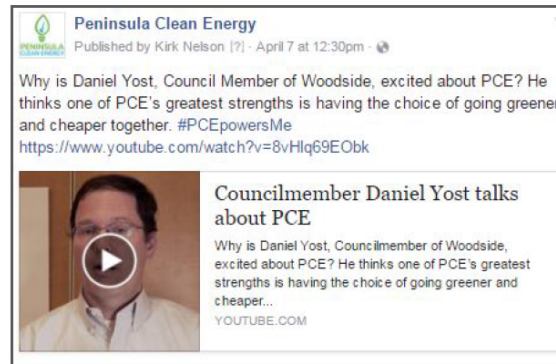 PENINSULA
CLEAN ENERGY
Peninsula Clean Energy
Published by Kirk Nelson [?] · April 7 at 12:30pm ·
Why is Daniel Yost, Council Member of Woodside, excited about PCE? He
thinks one of PCE's greatest strengths is having the choice of going greener
and cheaper together. #PCEpowersMe
https://www.youtube.com/watch?v=8vHlq69EObk
Councilmember Daniel Yost talks
about PCE
Why is Daniel Yost, Councilmember of Woodside,
excited about PCE? He thinks one of PCE's greatest
strengths is having the choice of going greener and
cheaper...
YOUTUBE.COM